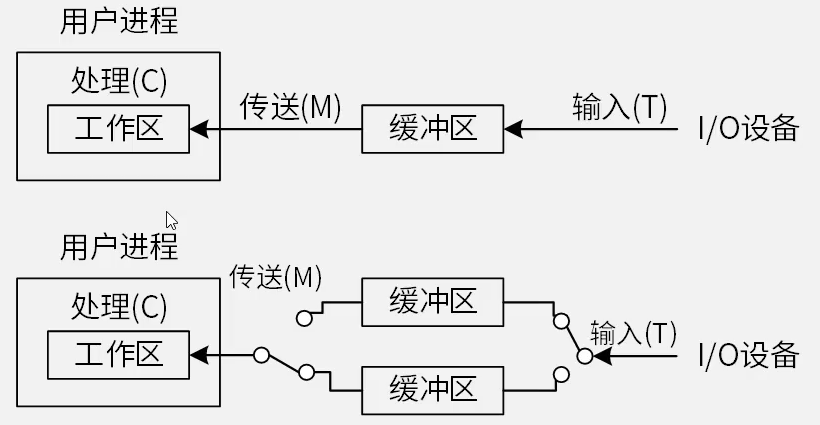 用户进程
处理(C)
工作区
传送(M)
缓冲区
输入(T)
I/O设备
用户进程
处理(C)
工作区
传送(M)
缓冲区
缓冲区
输入(T)
I/O设备